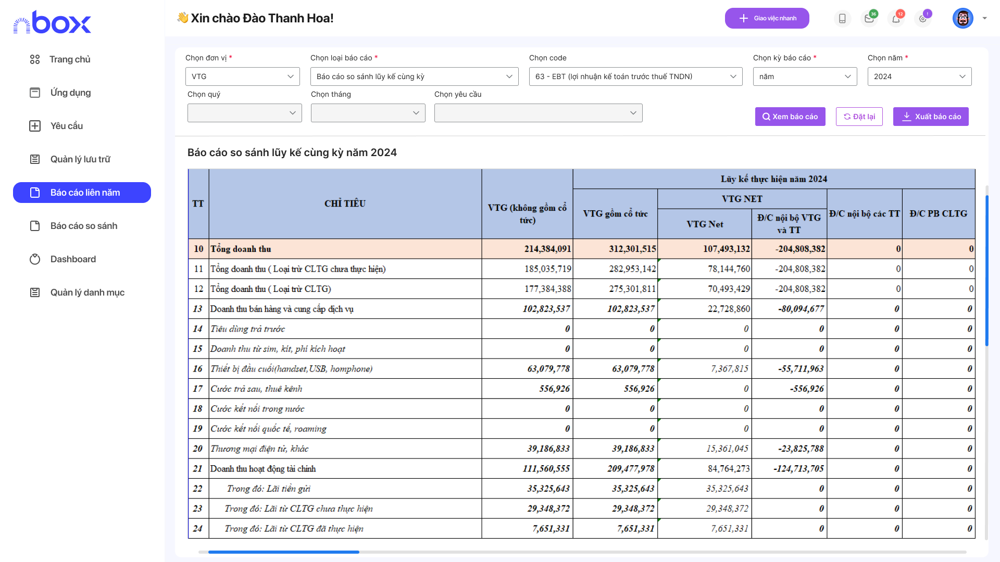 nbox
Xin chào Đào Thanh Hoa!
Giao việc nhanh
36
12
!
Trang chủ
Ứng dụng
Yêu cầu
Quản lý lưu trữ
Báo cáo liên năm
Báo cáo so sánh
Dashboard
Quản lý danh mục
Chọn đơn vị * Chọn loại báo cáo * Chọn code Chọn kỳ báo cáo * Chọn năm *
VTG Báo cáo so sánh lũy kế cùng kỳ 63 - EBT (lợi nhuận kế toán trước thuế TNDN) năm 2024
Chọn quý Chọn tháng Chọn yêu cầu
Xem báo cáo Đặt lại Xuất báo cáo
Báo cáo so sánh lũy kế cùng kỳ năm 2024
Lũy kế thực hiện năm 2024
TT CHỈ TIÊU VTG (không gồm cổ tức) VTG gồm cổ tức VTG NET Đ/C nội bộ các TT Đ/C PB CLTG
VTG Net Đ/C nội bộ VTG và TT
10 Tổng doanh thu 214,384,091 312,301,515 107,493,132 -204,808,382 0 0
11 Tổng doanh thu ( Loại trừ CLTG chưa thực hiện) 185,035,719 282,953,142 78,144,760 -204,808,382 0 0
12 Tổng doanh thu ( Loại trừ CLTG) 177,384,388 275,301,811 70,493,429 -204,808,382 0 0
13 Doanh thu bán hàng và cung cấp dịch vụ 102,823,537 102,823,537 22,728,860 -80,094,677 0 0
14 Tiêu dùng trả trước 0 0 0 0 0 0
15 Doanh thu từ sim, kít, phí kích hoạt 0 0 0 0 0 0
16 Thiết bị đầu cuối(handset,USB, homphone) 63,079,778 63,079,778 7,367,815 -55,711,963 0 0
17 Cước trả sau, thuê kênh 556,926 556,926 0 -556,926 0 0
18 Cước kết nối trong nước 0 0 0 0 0 0
19 Cước kết nối quốc tế, roaming 0 0 0 0 0 0
20 Thương mại điện tử, khác 39,186,833 39,186,833 15,361,045 -23,825,788 0 0
21 Doanh thu hoạt động tài chính 111,560,555 209,477,978 84,764,273 -124,713,705 0 0
22 Trong đó: Lãi tiền gửi 35,325,643 35,325,643 35,325,643 0 0 0
23 Trong đó: Lãi từ CLTG chưa thực hiện 29,348,372 29,348,372 29,348,372 0 0 0
24 Trong đó: Lãi từ CLTG đã thực hiện 7,651,331 7,651,331 7,651,331 0 0 0